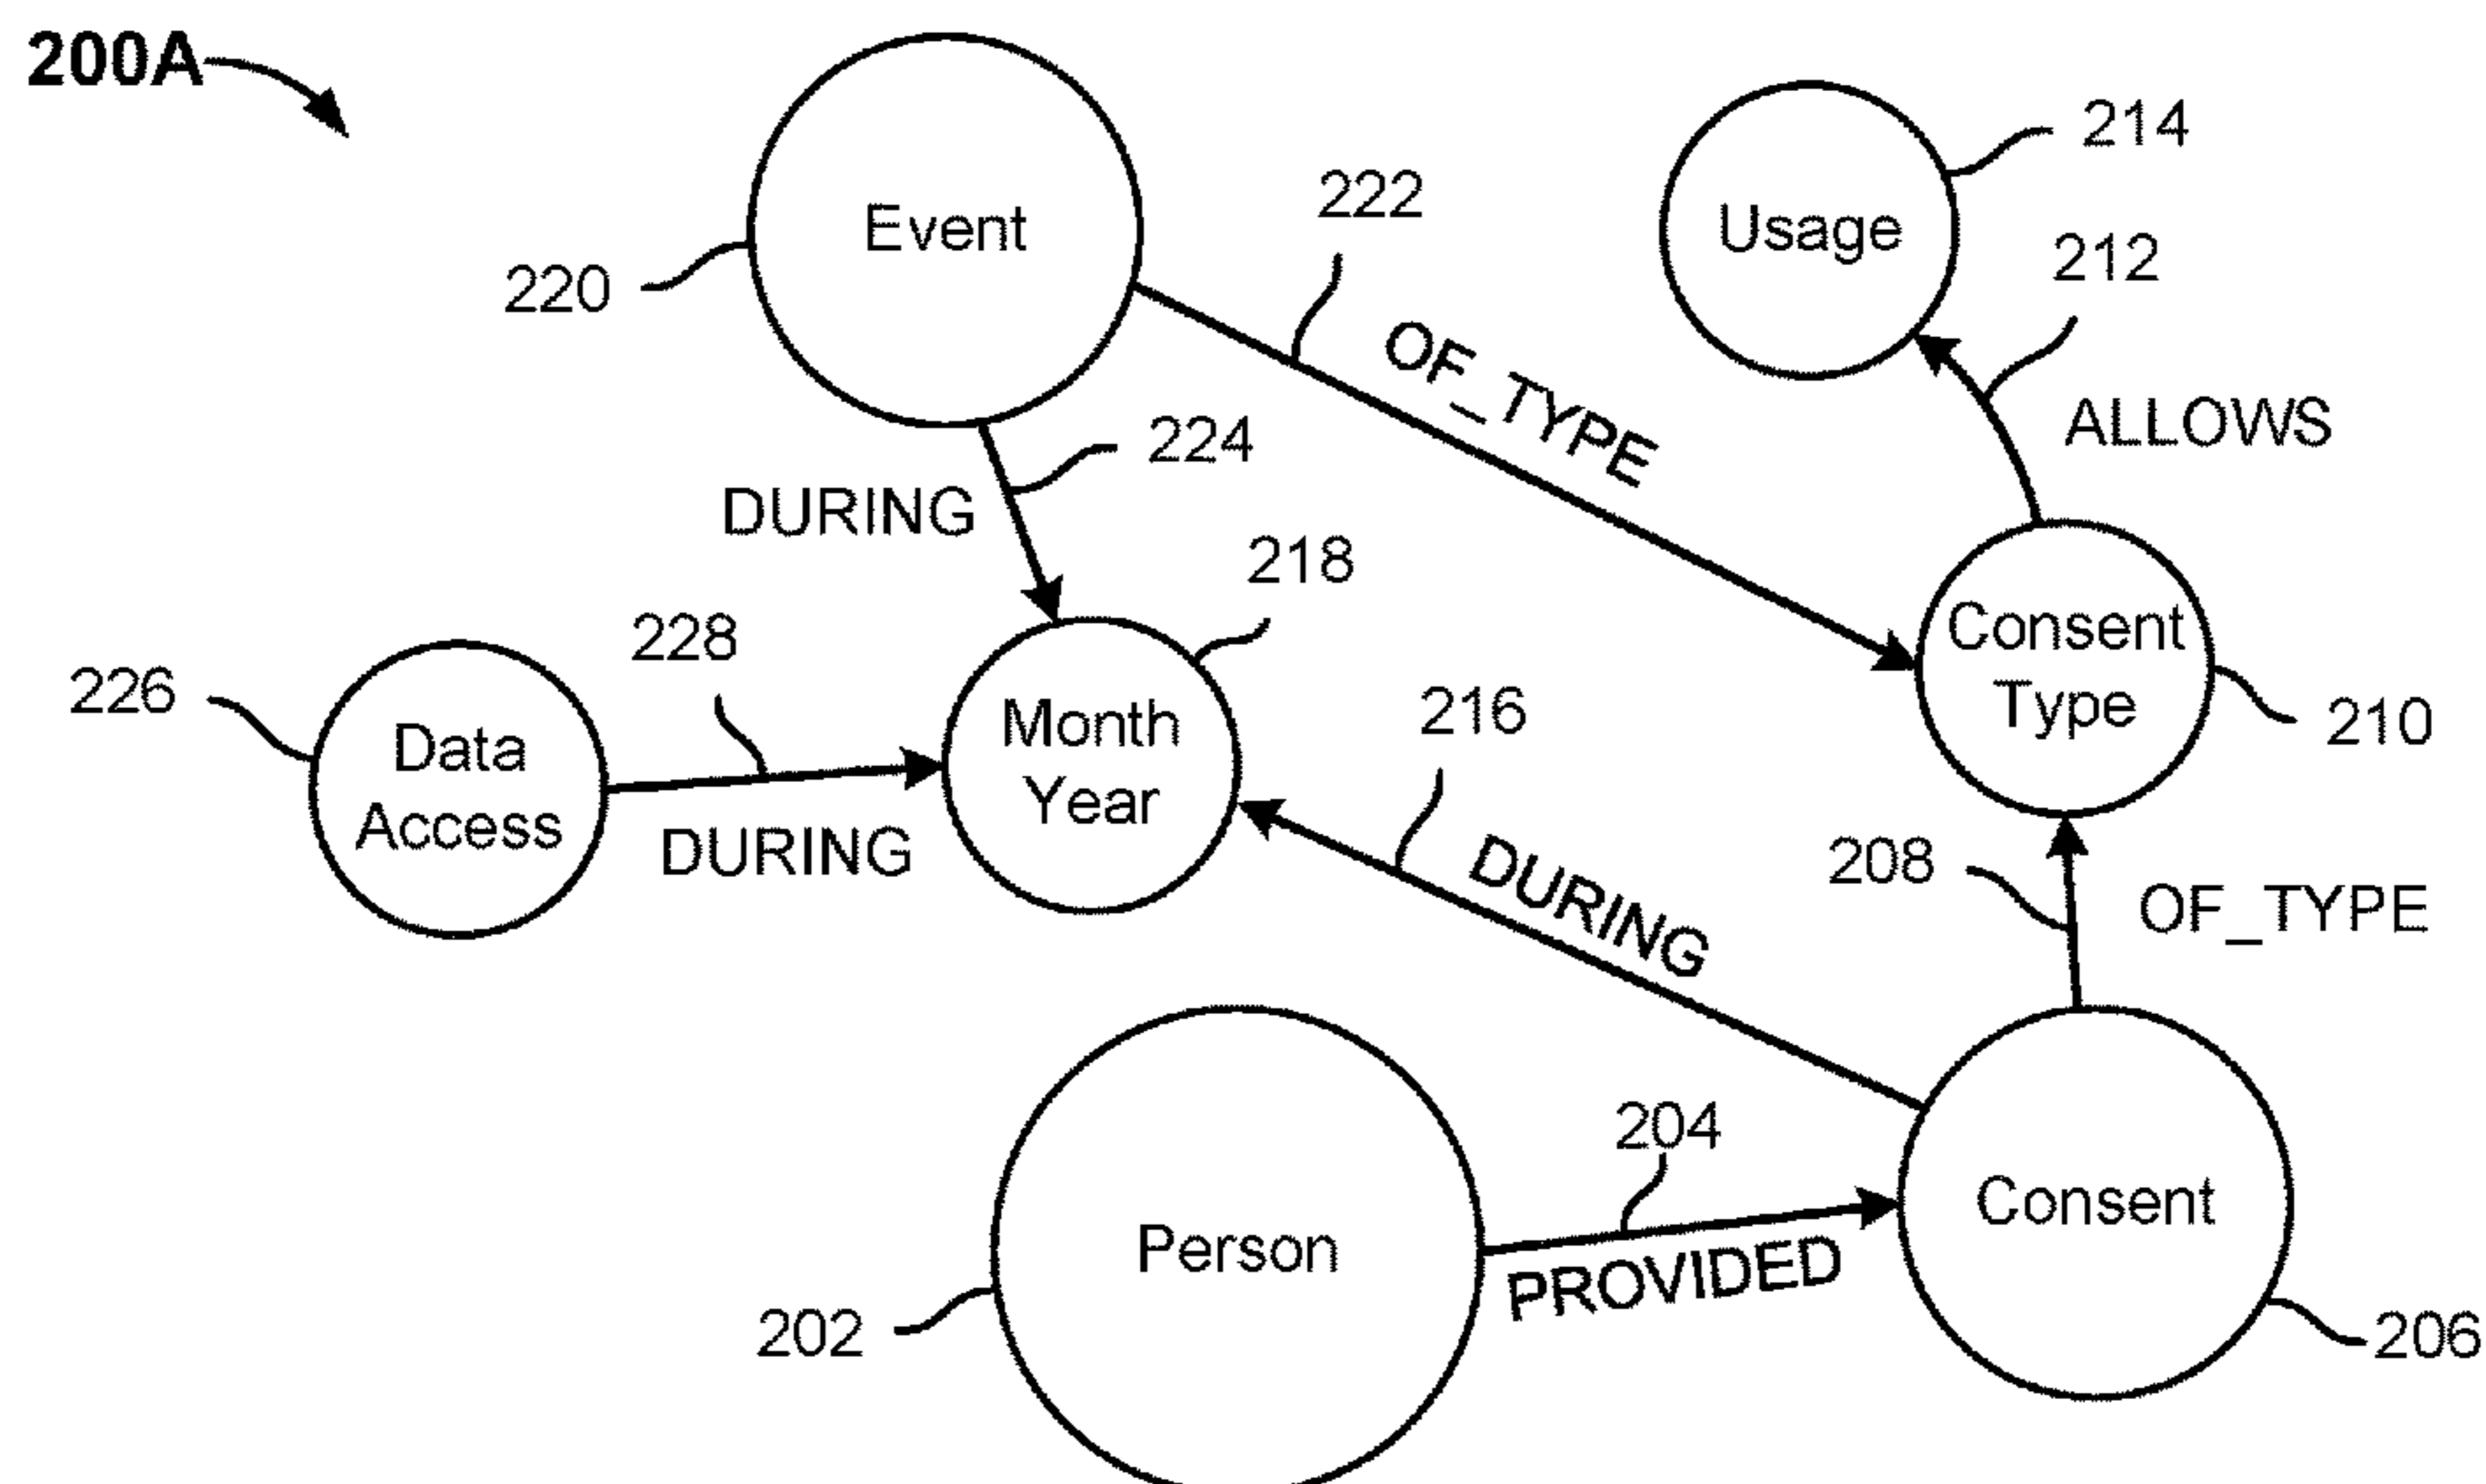 200A
Event
220
222
OF_TYPE
Usage
214
212
ALLOWS
224
DURING
218
228
226
Data
Access
DURING
Month
Year
216
DURING
Consent
Type
210
208
OF_TYPE
Person
202
204
PROVIDED
Consent
206